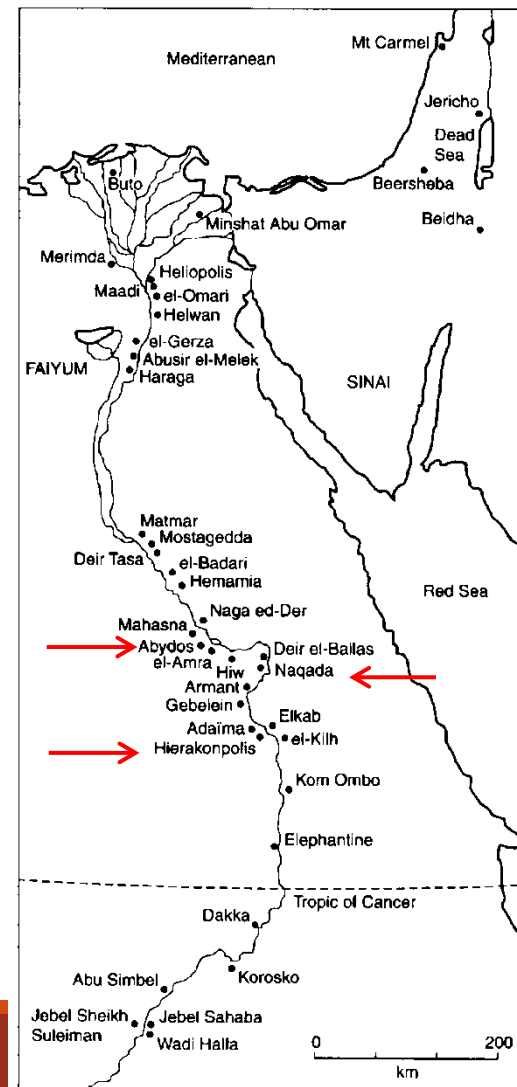 Mt Carmel
Mediterranean
Jericho
Dead
Sea
Beersheba
Buto
Minshat Abu Omar
Beidha
Merimda
Heliopolis
Maadi
el-Omari
Helwan
el-Gerza
Abusir el-Melek
FAIYUM
Haraga
SINAI
Matmar
Mostagedda
Deir Tasa
el-Badari
Hemamia
Red Sea
Naga ed-Der
Mahasna
Abydos
el-Amra
Hiw
Deir el-Ballas
Naqada
Armant
Gebelein
Elkab
Adaïma
el-Kilh
Hierakonpolis
Kom Ombo
Elephantine
Tropic of Cancer
Dakka
Korosko
Abu Simbel
Jebel Sheikh
Suleiman
Jebel Sahaba
Wadi Halfa
0 200
km